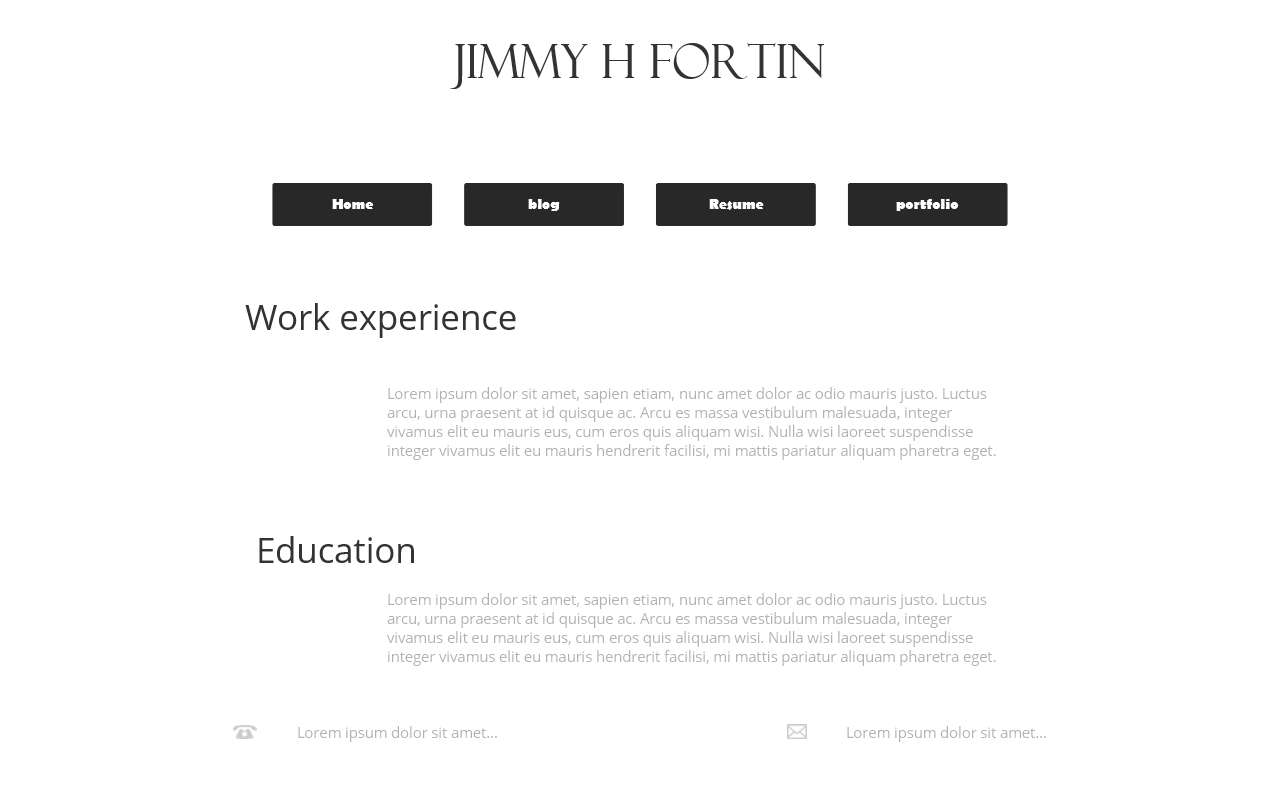 JIMMY H FORTIN
Home
blog
Resume
portfolio
Work experience
Lorem ipsum dolor sit amet, sapien etiam, nunc amet dolor ac odio mauris justo. Luctus
arcu, urna praesent at id quisque ac. Arcu es massa vestibulum malesuada, integer
vivamus elit eu mauris eus, cum eros quis aliquam wisi. Nulla wisi laoreet suspendisse
integer vivamus elit eu mauris hendrerit facilisi, mi mattis pariatur aliquam pharetra eget.
Education
Lorem ipsum dolor sit amet, sapien etiam, nunc amet dolor ac odio mauris justo. Luctus
arcu, urna praesent at id quisque ac. Arcu es massa vestibulum malesuada, integer
vivamus elit eu mauris eus, cum eros quis aliquam wisi. Nulla wisi laoreet suspendisse
integer vivamus elit eu mauris hendrerit facilisi, mi mattis pariatur aliquam pharetra eget.
Lorem ipsum dolor sit amet...
Lorem ipsum dolor sit amet...